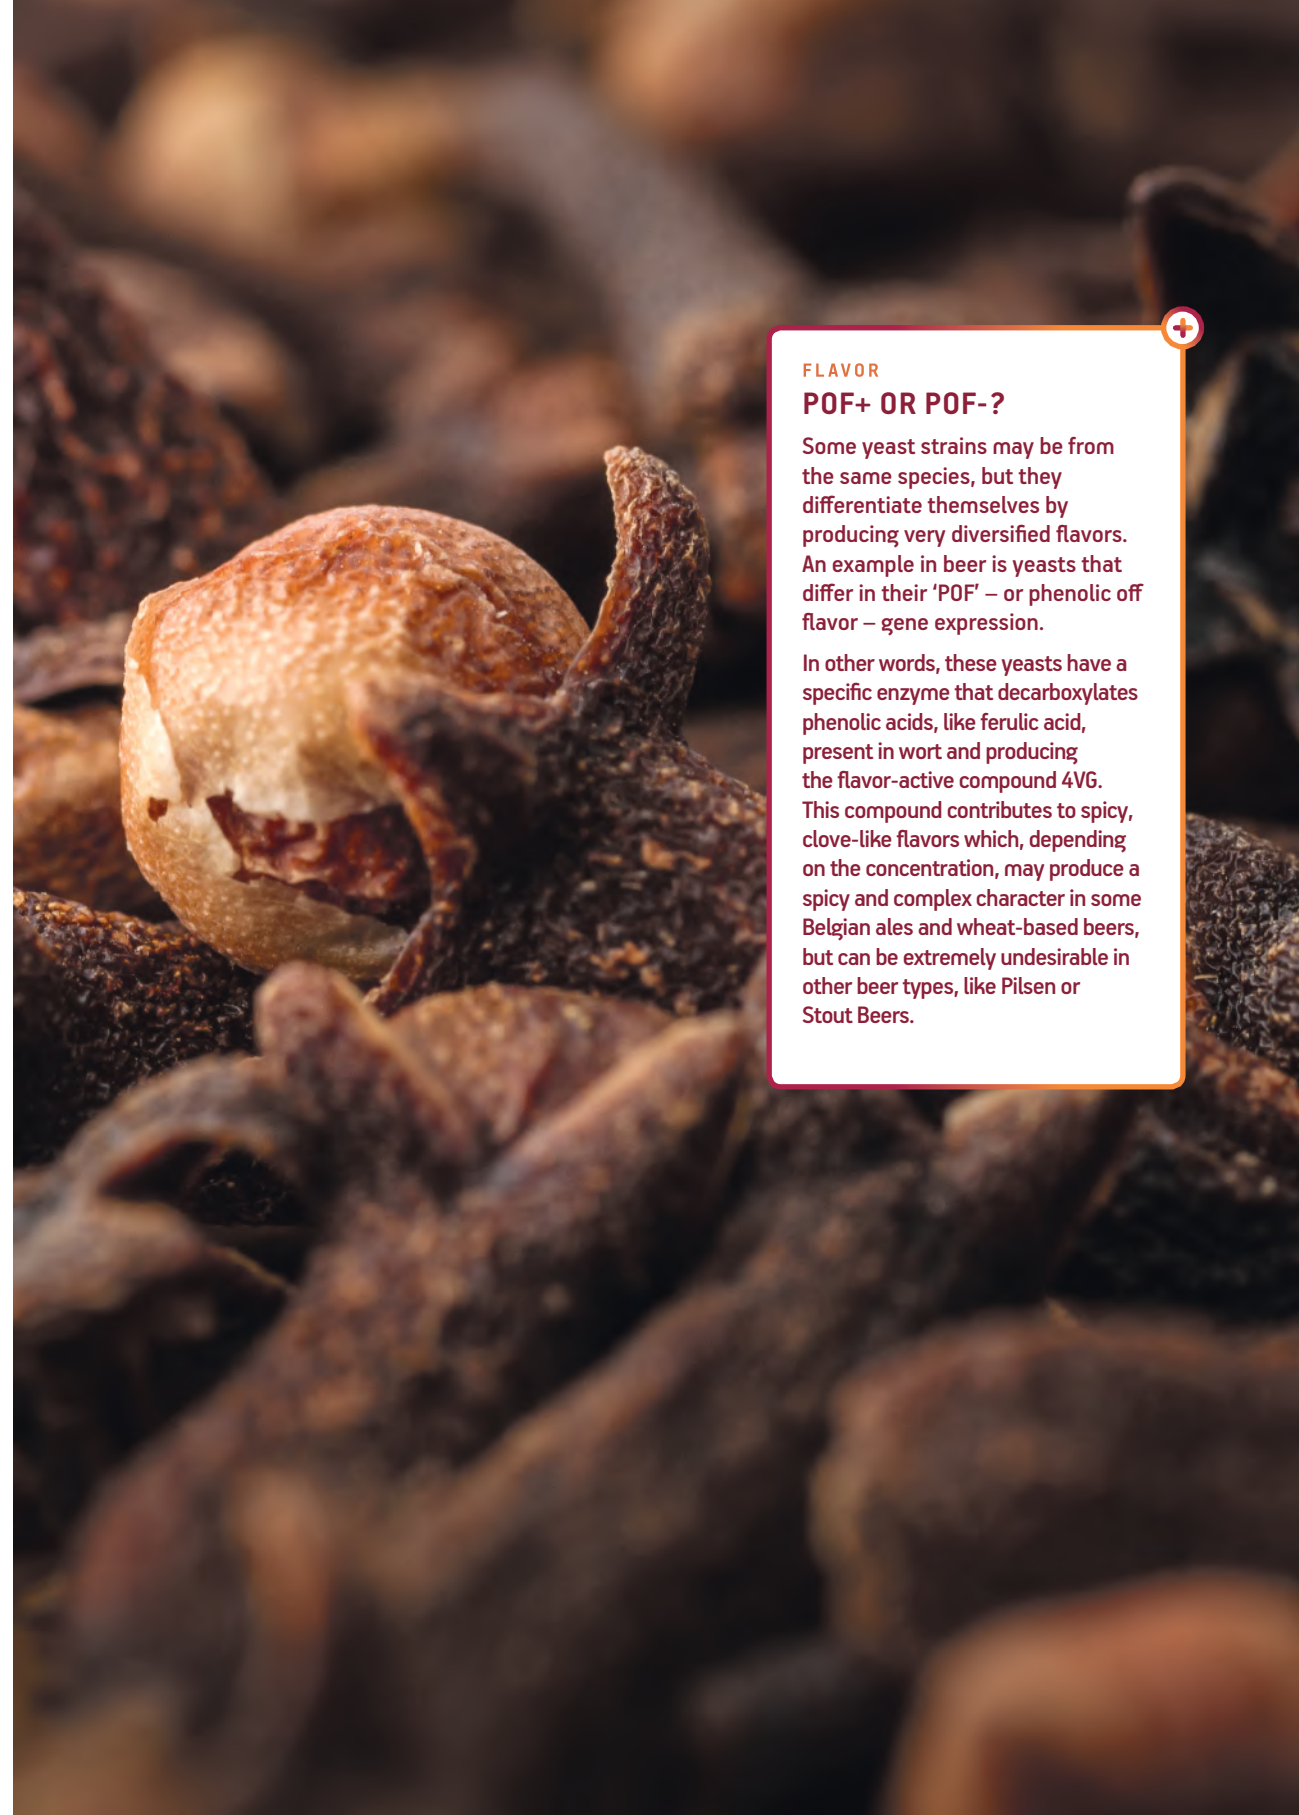 FLAVOR
POF+ OR POF-?
Some yeast strains may be from
the same species, but they
differentiate themselves by
producing very diversified flavors.
An example in beer is yeasts that
differ in their ‘POF’ – or phenolic off
flavor – gene expression.
In other words, these yeasts have a
specific enzyme that decarboxylates
phenolic acids, like ferulic acid,
present in wort and producing
the flavor-active compound 4VG.
This compound contributes to spicy,
clove-like flavors which, depending
on the concentration, may produce a
spicy and complex character in some
Belgian ales and wheat-based beers,
but can be extremely undesirable in
other beer types, like Pilsen or
Stout Beers.